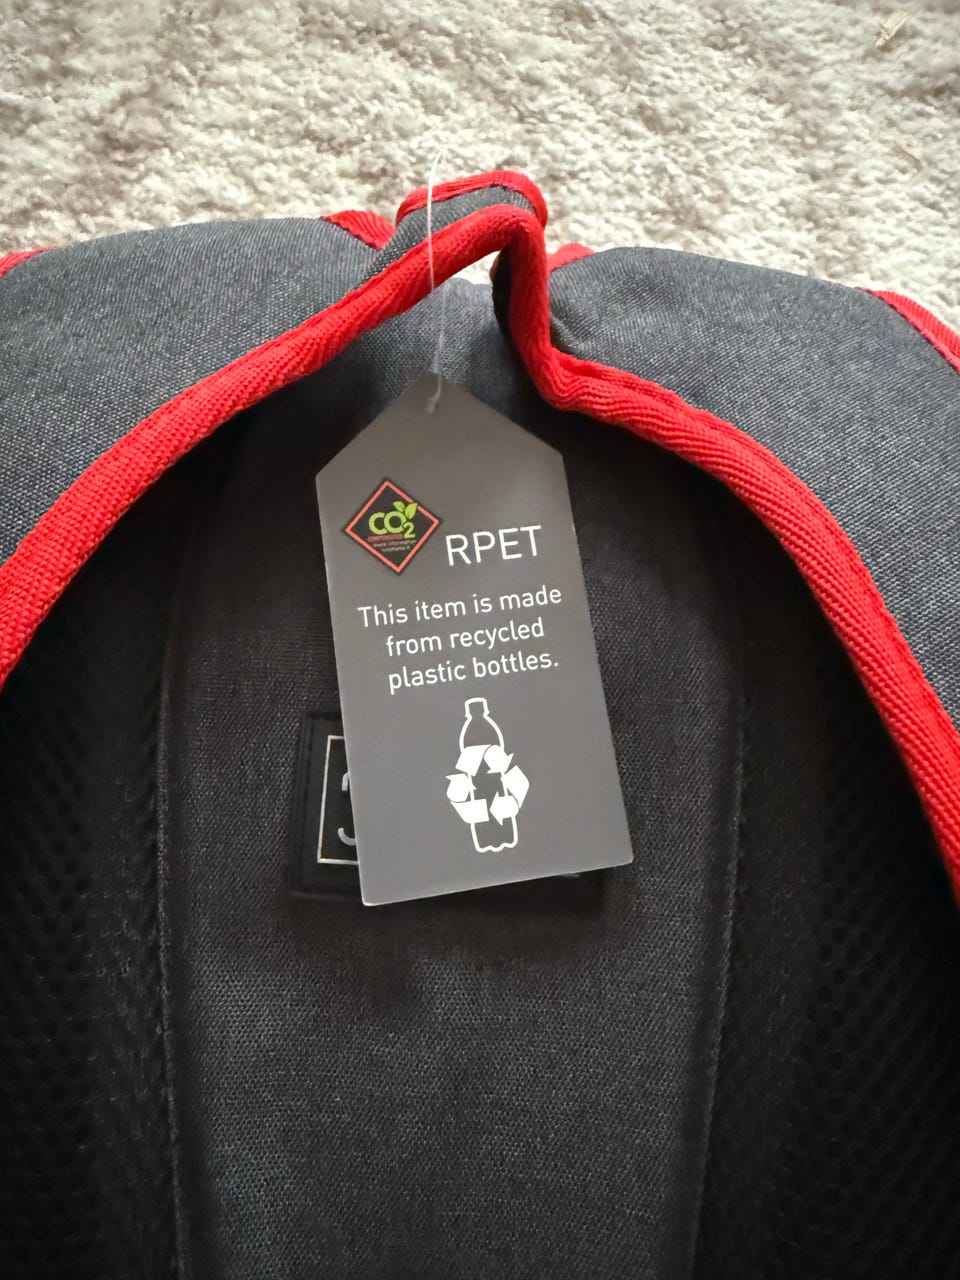 CO2
RPET
This item is made
from recycled
plastic bottles.